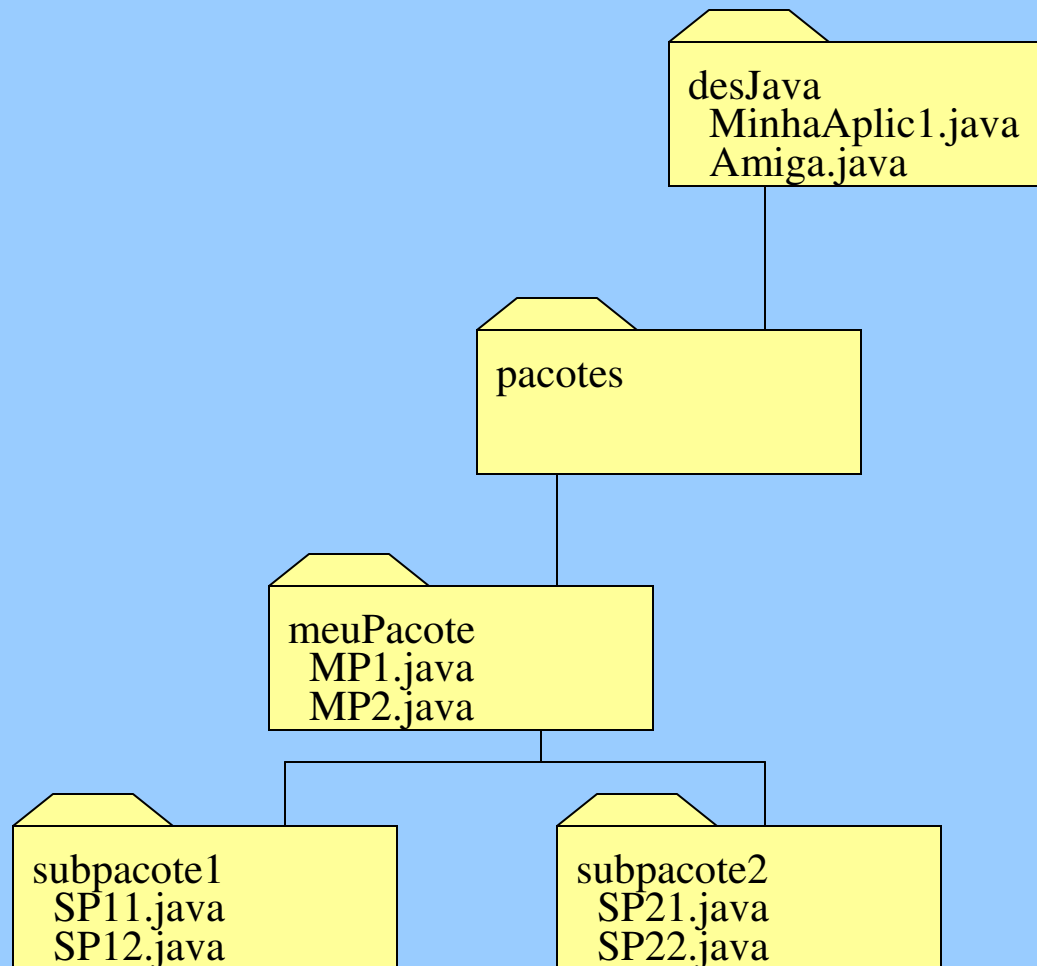 desJava
MinhaAplic1.java
Amiga.java
pacotes
meuPacote
MP1.java
MP2.java
subpacote1
SP11.java
SP12.java
subpacote2
SP21.java
SP22.java